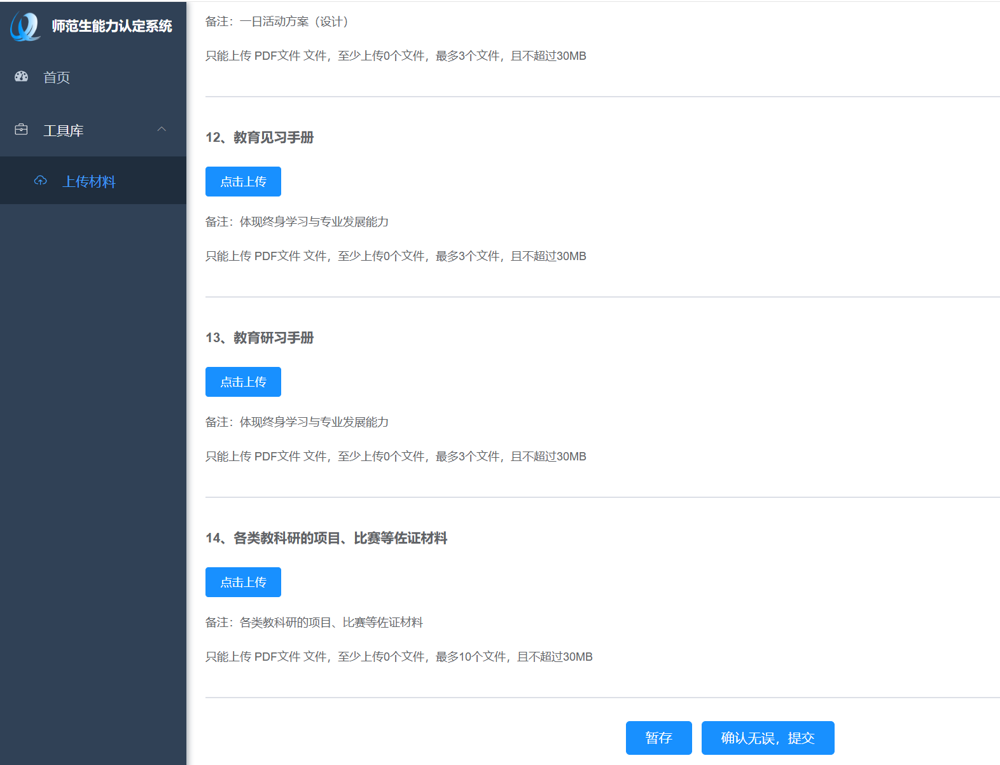 师范生能力认定系统
首页
工具库
上传材料
备注：一日活动方案（设计）
只能上传 PDF文件 文件，至少上传0个文件，最多3个文件，且不超过30MB
12、教育见习手册
点击上传
备注：体现终身学习与专业发展能力
只能上传 PDF文件 文件，至少上传0个文件，最多3个文件，且不超过30MB
13、教育研习手册
点击上传
备注：体现终身学习与专业发展能力
只能上传 PDF文件 文件，至少上传0个文件，最多3个文件，且不超过30MB
14、各类教科研的项目、比赛等佐证材料
点击上传
备注：各类教科研的项目、比赛等佐证材料
只能上传 PDF文件 文件，至少上传0个文件，最多10个文件，且不超过30MB
暂存
确认无误，提交